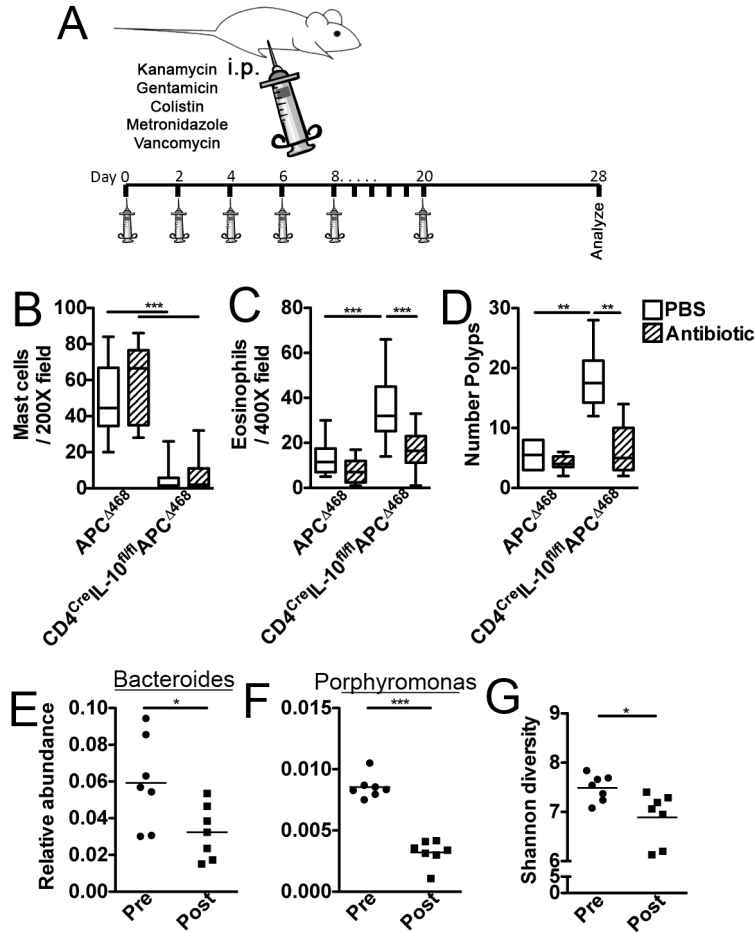 A
i.p.
Kanamycin
Gentamicin
Colistin
Metronidazole
Vancomycin
Day 0 2 4 6 8. . . . . 20 28
Analyze
B
Mast cells
/ 200X field
100
80
60
40
20
0
***
APCΔ468
CD4CreIL-10fl/flAPCΔ468
C
Eosinophils
/ 400X field
80
60
40
20
0
*** ***
APCΔ468
CD4CreIL-10fl/flAPCΔ468
D
Number Polyps
30
20
10
0
** **
APCΔ468
CD4CreIL-10fl/flAPCΔ468
PBS
Antibiotic
E
Bacteroides
Relative abundance
0.10
0.08
0.06
0.04
0.02
0.00
*
Pre Post
F
Porphyromonas
0.015
0.010
0.005
0.000
***
Pre Post
G
Shannon diversity
9
8
7
6
5
0
*
Pre Post